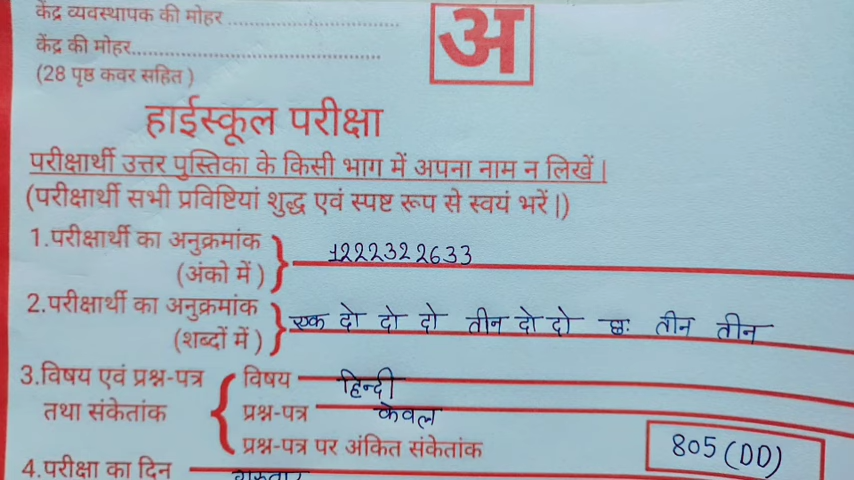 केंद्र व्यवस्थापक की मोहर ..............................
केंद्र की मोहर...........................................
(28 पृष्ठ कवर सहित )
अ
हाईस्कूल परीक्षा
परीक्षार्थी उत्तर पुस्तिका के किसी भाग में अपना नाम न लिखें।
(परीक्षार्थी सभी प्रविष्टियां शुद्ध एवं स्पष्ट रूप से स्वयं भरें।)
1.परीक्षार्थी का अनुक्रमांक
(अंको में ) } 1222322633
2.परीक्षार्थी का अनुक्रमांक
(शब्दों में ) } एक दो दो दो तीन दो दो छः तीन तीन
3.विषय एवं प्रश्न-पत्र { विषय हिन्दी
तथा संकेतांक प्रश्न-पत्र केवल
प्रश्न-पत्र पर अंकित संकेतांक 805 (DD)
4.परीक्षा का दिन